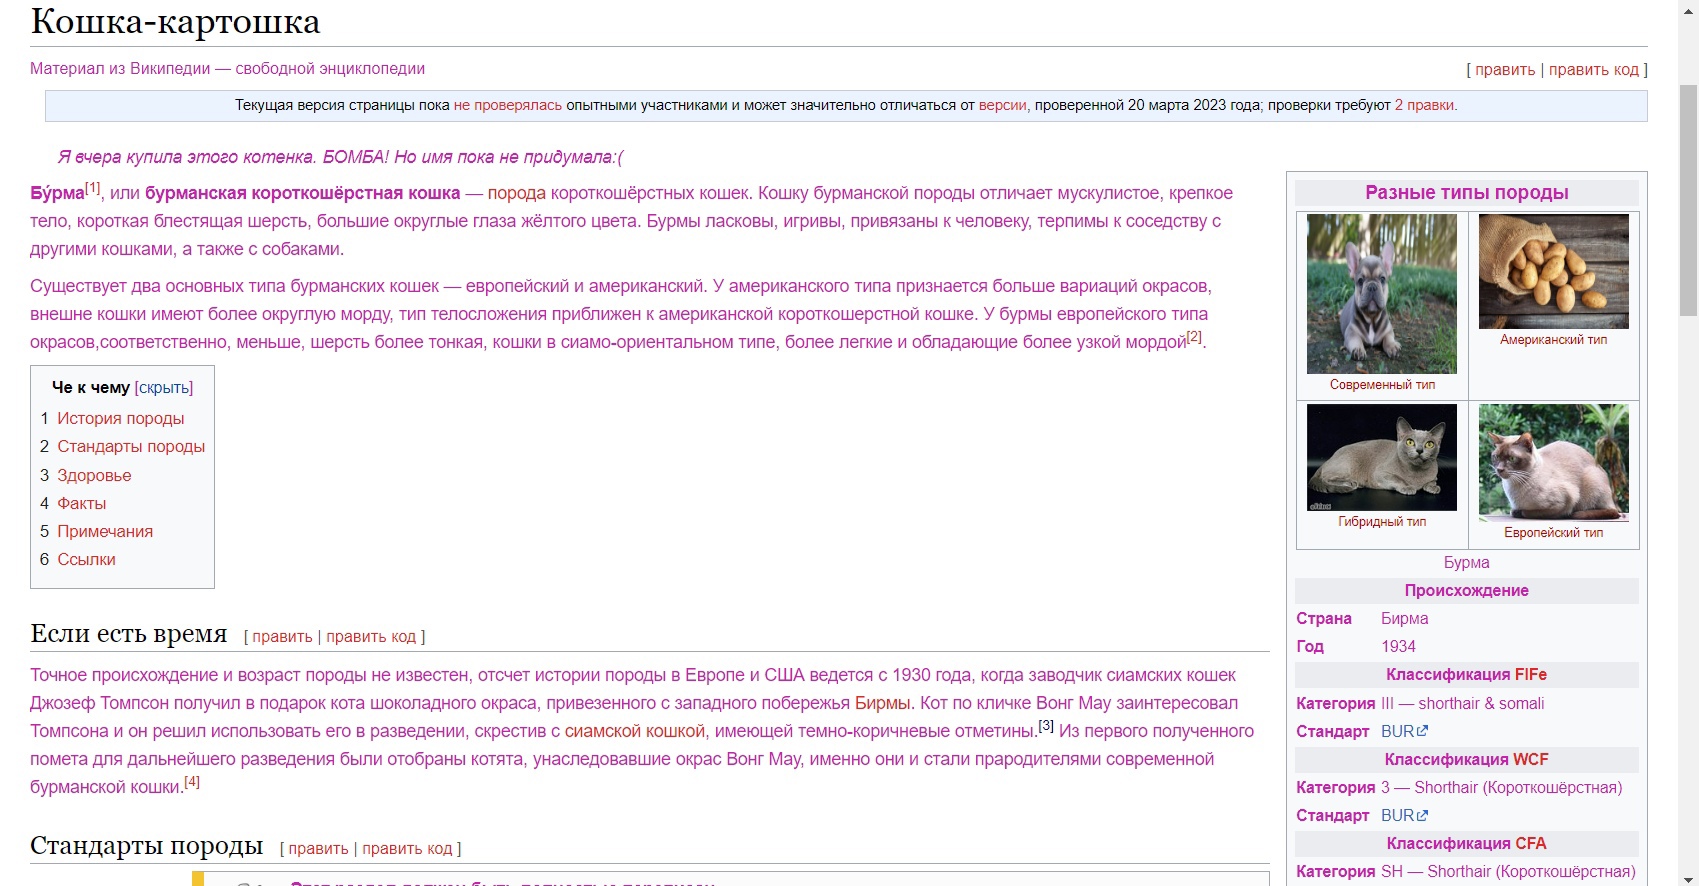 Кошка-картошка
Материал из Википедии — свободной энциклопедии
[ править | править код ]
Текущая версия страницы пока не проверялась опытными участниками и может значительно отличаться от версии, проверенной 20 марта 2023 года; проверки требуют 2 правки.
Я вчера купила этого котенка. БОМБА! Но имя пока не придумала:(
Бу́рма[1], или бурманская короткошёрстная кошка — порода короткошёрстных кошек. Кошку бурманской породы отличает мускулистое, крепкое
тело, короткая блестящая шерсть, большие округлые глаза жёлтого цвета. Бурмы ласковы, игривы, привязаны к человеку, терпимы к соседству с
другими кошками, а также с собаками.
Существует два основных типа бурманских кошек — европейский и американский. У американского типа признается больше вариаций окрасов,
внешне кошки имеют более округлую морду, тип телосложения приближен к американской короткошерстной кошке. У бурмы европейского типа
окрасов,соответственно, меньше, шерсть более тонкая, кошки в сиамо-ориентальном типе, более легкие и обладающие более узкой мордой[2].
Че к чему [скрыть]
1 История породы
2 Стандарты породы
3 Здоровье
4 Факты
5 Примечания
6 Ссылки
Если есть время [ править | править код ]
Точное происхождение и возраст породы не известен, отсчет истории породы в Европе и США ведется с 1930 года, когда заводчик сиамских кошек
Джозеф Томпсон получил в подарок кота шоколадного окраса, привезенного с западного побережья Бирмы. Кот по кличке Вонг Мау заинтересовал
Томпсона и он решил использовать его в разведении, скрестив с сиамской кошкой, имеющей темно-коричневые отметины.[3] Из первого полученного
помета для дальнейшего разведения были отобраны котята, унаследовавшие окрас Вонг Мау, именно они и стали прародителями современной
бурманской кошки.[4]
Стандарты породы [ править | править код ]
Этот раздел должен быть полностью переписан.
Разные типы породы
Современный тип
Американский тип
Гибридный тип
Европейский тип
Бурма
Происхождение
Страна Бирма
Год 1934
Классификация FIFe
Категория III — shorthair & somali
Стандарт BUR
Классификация WCF
Категория 3 — Shorthair (Короткошёрстная)
Стандарт BUR
Классификация CFA
Категория SH — Shorthair (Короткошёрстная)